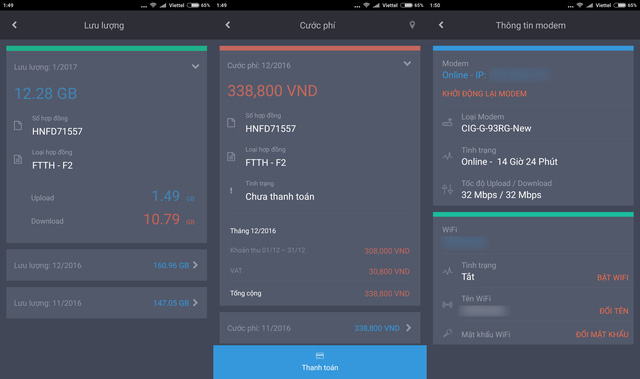 1:49
... Viettel 65%
Lưu lượng
Lưu lượng: 1/2017
12.28 GB
Số hợp đồng
HNFD71557
Loại hợp đồng
FTTH - F2
Upload 1.49 GB
Download 10.79 GB
Lưu lượng: 12/2016 160.96 GB
Lưu lượng: 11/2016 147.05 GB
1:49
... Viettel 65%
Cước phí
Cước phí: 12/2016
338,800 VND
Số hợp đồng
HNFD71557
Loại hợp đồng
FTTH - F2
Tình trạng
Chưa thanh toán
Tháng 12/2016
Khoản thu 01/12 – 31/12 308,000 VND
VAT 30,800 VND
Tổng cộng 338,800 VND
Cước phí: 11/2016 338,800 VND
Thanh toán
1:50
... Viettel 65%
Thông tin modem
Modem
Online - IP:
KHỞI ĐỘNG LẠI MODEM
Loại Modem
CIG-G-93RG-New
Tình trạng
Online - 14 Giờ 24 Phút
Tốc độ Upload / Download
32 Mbps / 32 Mbps
WiFi
Tình trạng
Tắt BẬT WIFI
Tên WiFi
ĐỔI TÊN
Mật khẩu WiFi ĐỔI MẬT KHẨU